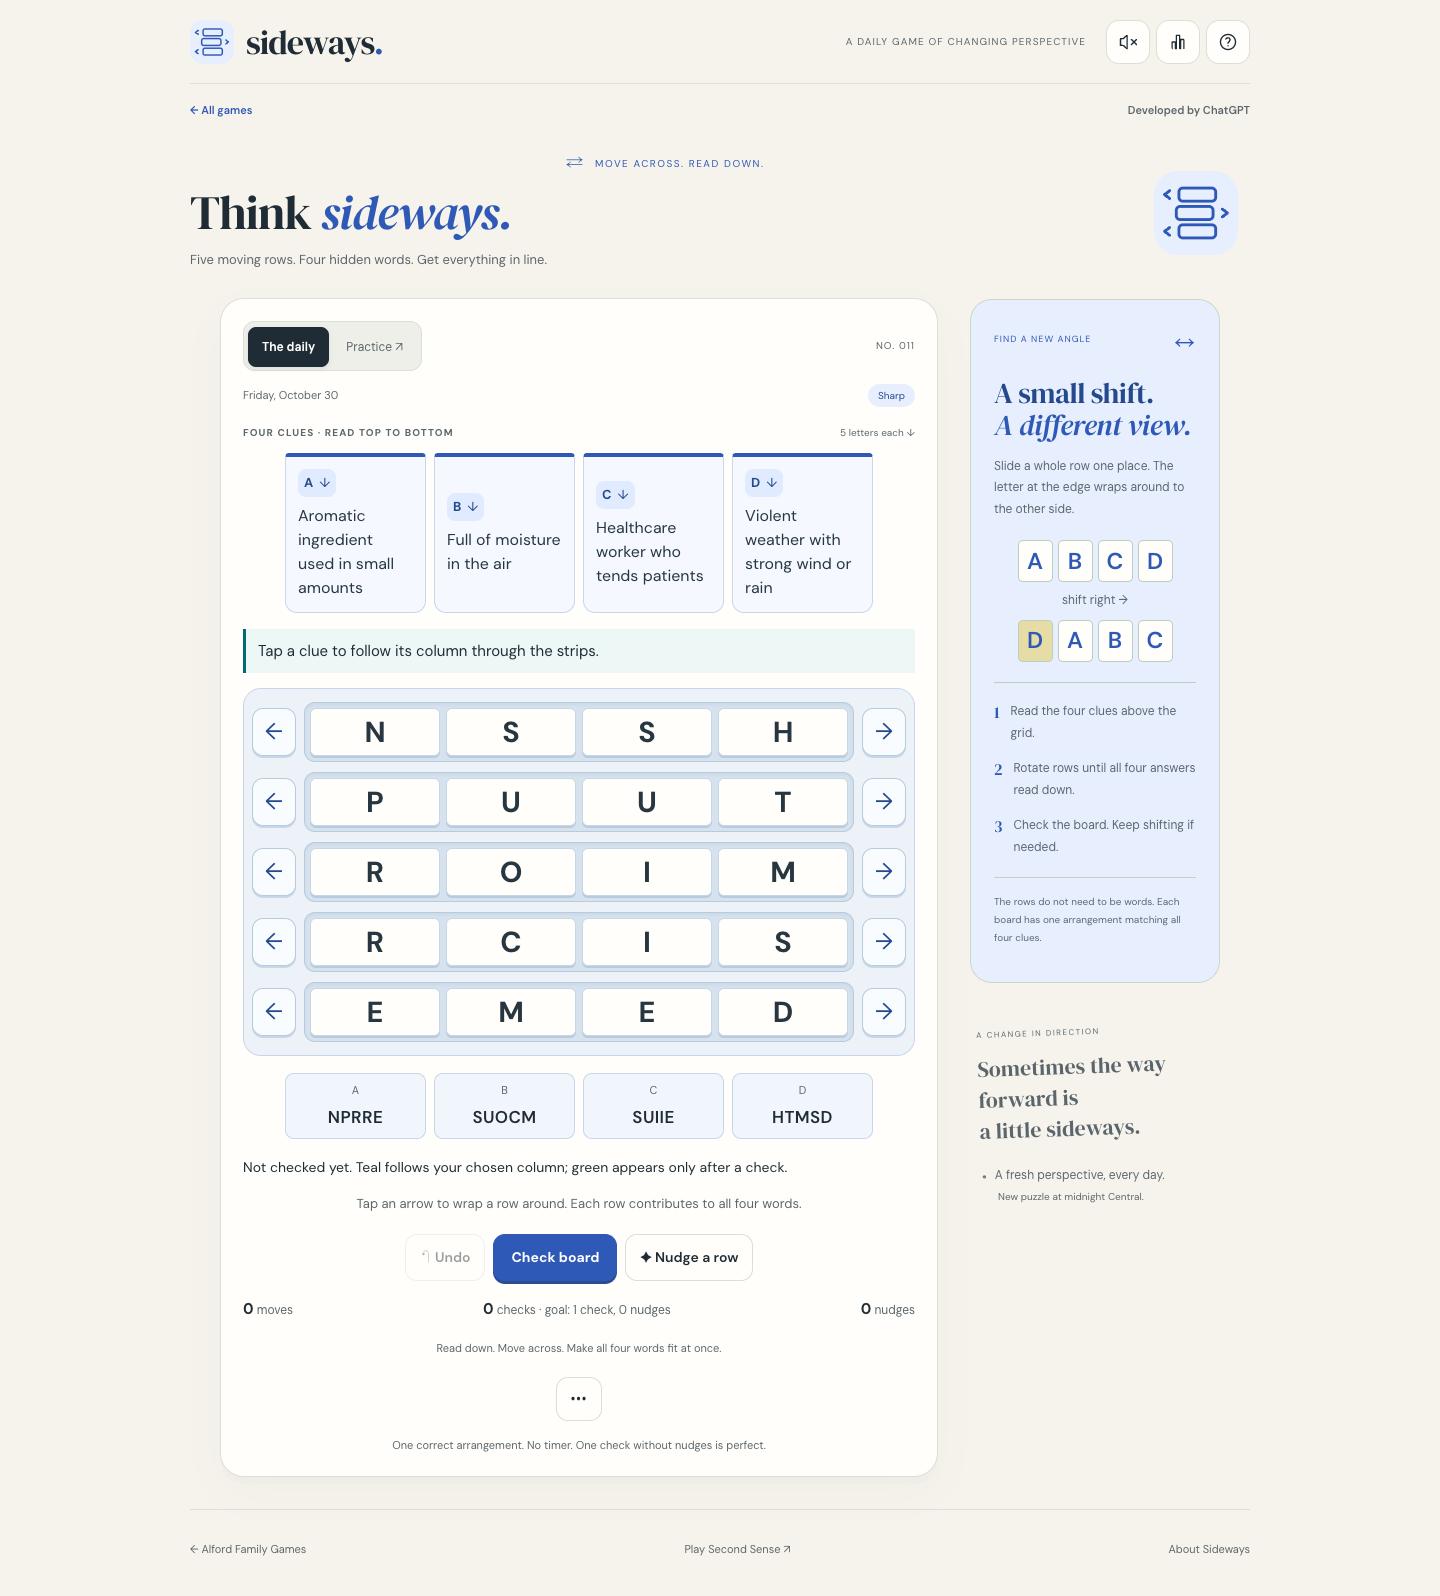 sideways.
A DAILY GAME OF CHANGING PERSPECTIVE
← All games
Developed by ChatGPT
MOVE ACROSS. READ DOWN.
Think sideways.
Five moving rows. Four hidden words. Get everything in line.
The daily
Practice ↗
NO. 011
Friday, October 30
Sharp
FOUR CLUES · READ TOP TO BOTTOM
5 letters each ↓
A ↓
Aromatic
ingredient
used in small
amounts
B ↓
Full of moisture
in the air
C ↓
Healthcare
worker who
tends patients
D ↓
Violent
weather with
strong wind or
rain
Tap a clue to follow its column through the strips.
← N S S H →
← P U U T →
← R O I M →
← R C I S →
← E M E D →
A
NPRRE
B
SUOCM
C
SUIIE
D
HTMSD
Not checked yet. Teal follows your chosen column; green appears only after a check.
Tap an arrow to wrap a row around. Each row contributes to all four words.
Undo
Check board
✦ Nudge a row
0 moves
0 checks · goal: 1 check, 0 nudges
0 nudges
Read down. Move across. Make all four words fit at once.
•••
One correct arrangement. No timer. One check without nudges is perfect.
FIND A NEW ANGLE
↔
A small shift.
A different view.
Slide a whole row one place. The
letter at the edge wraps around to
the other side.
A B C D
shift right →
D A B C
1 Read the four clues above the
grid.
2 Rotate rows until all four answers
read down.
3 Check the board. Keep shifting if
needed.
The rows do not need to be words. Each
board has one arrangement matching all
four clues.
A CHANGE IN DIRECTION
Sometimes the way
forward is
a little sideways.
• A fresh perspective, every day.
New puzzle at midnight Central.
← Alford Family Games
Play Second Sense ↗
About Sideways